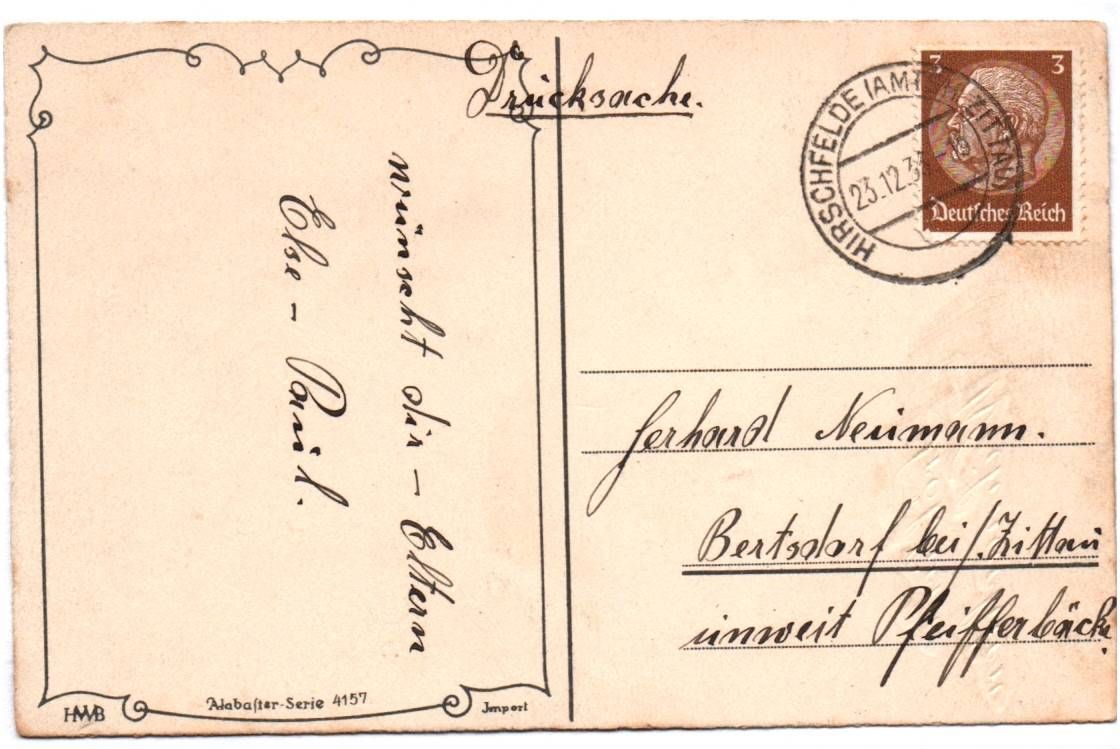 Drucksache.
wünscht dir - Eltern
Else - Paul.
HWB
Alabaster-Serie 4157
Import
3 3
Deutsches Reich
HIRSCHFELDE (AMTSH. ZITTAU)
23.12.3
Gerhard Neumann.
Bertsdorf bei/. Zittau
unweit Pfeifferbäck.